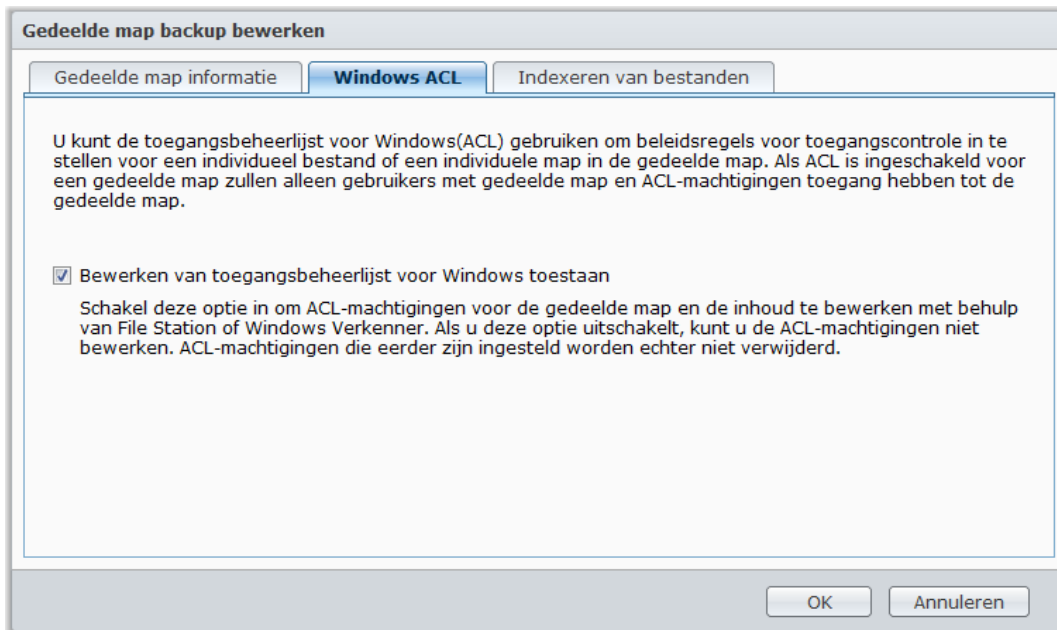 Gedeelde map backup bewerken
Gedeelde map informatie
Windows ACL
Indexeren van bestanden
U kunt de toegangsbeheerlijst voor Windows(ACL) gebruiken om beleidsregels voor toegangscontrole in te
stellen voor een individueel bestand of een individuele map in de gedeelde map. Als ACL is ingeschakeld voor
een gedeelde map zullen alleen gebruikers met gedeelde map en ACL-machtigingen toegang hebben tot de
gedeelde map.
Bewerken van toegangsbeheerlijst voor Windows toestaan
Schakel deze optie in om ACL-machtigingen voor de gedeelde map en de inhoud te bewerken met behulp
van File Station of Windows Verkenner. Als u deze optie uitschakelt, kunt u de ACL-machtigingen niet
bewerken. ACL-machtigingen die eerder zijn ingesteld worden echter niet verwijderd.
OK
Annuleren